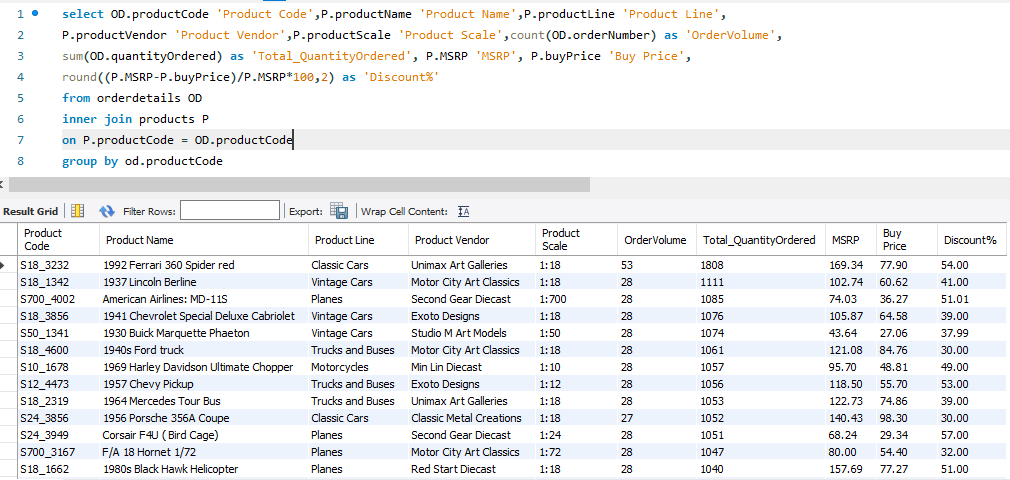 1 select OD.productCode 'Product Code',P.productName 'Product Name',P.productLine 'Product Line',
2 P.productVendor 'Product Vendor',P.productScale 'Product Scale',count(OD.orderNumber) as 'OrderVolume',
3 sum(OD.quantityOrdered) as 'Total_QuantityOrdered', P.MSRP 'MSRP', P.buyPrice 'Buy Price',
4 round((P.MSRP-P.buyPrice)/P.MSRP*100,2) as 'Discount%'
5 from orderdetails OD
6 inner join products P
7 on P.productCode = OD.productCode
8 group by od.productCode
Result Grid Filter Rows: Export: Wrap Cell Content: IA
Product Code Product Name Product Line Product Vendor Product Scale OrderVolume Total_QuantityOrdered MSRP Buy Price Discount%
S18_3232 1992 Ferrari 360 Spider red Classic Cars Unimax Art Galleries 1:18 53 1808 169.34 77.90 54.00
S18_1342 1937 Lincoln Berline Vintage Cars Motor City Art Classics 1:18 28 1111 102.74 60.62 41.00
S700_4002 American Airlines: MD-11S Planes Second Gear Diecast 1:700 28 1085 74.03 36.27 51.01
S18_3856 1941 Chevrolet Special Deluxe Cabriolet Vintage Cars Exoto Designs 1:18 28 1076 105.87 64.58 39.00
S50_1341 1930 Buick Marquette Phaeton Vintage Cars Studio M Art Models 1:50 28 1074 43.64 27.06 37.99
S18_4600 1940s Ford truck Trucks and Buses Motor City Art Classics 1:18 28 1061 121.08 84.76 30.00
S10_1678 1969 Harley Davidson Ultimate Chopper Motorcycles Min Lin Diecast 1:10 28 1057 95.70 48.81 49.00
S12_4473 1957 Chevy Pickup Trucks and Buses Exoto Designs 1:12 28 1056 118.50 55.70 53.00
S18_2319 1964 Mercedes Tour Bus Trucks and Buses Unimax Art Galleries 1:18 28 1053 122.73 74.86 39.00
S24_3856 1956 Porsche 356A Coupe Classic Cars Classic Metal Creations 1:18 27 1052 140.43 98.30 30.00
S24_3949 Corsair F4U ( Bird Cage) Planes Second Gear Diecast 1:24 28 1051 68.24 29.34 57.00
S700_3167 F/A 18 Hornet 1/72 Planes Motor City Art Classics 1:72 28 1047 80.00 54.40 32.00
S18_1662 1980s Black Hawk Helicopter Planes Red Start Diecast 1:18 28 1040 157.69 77.27 51.00